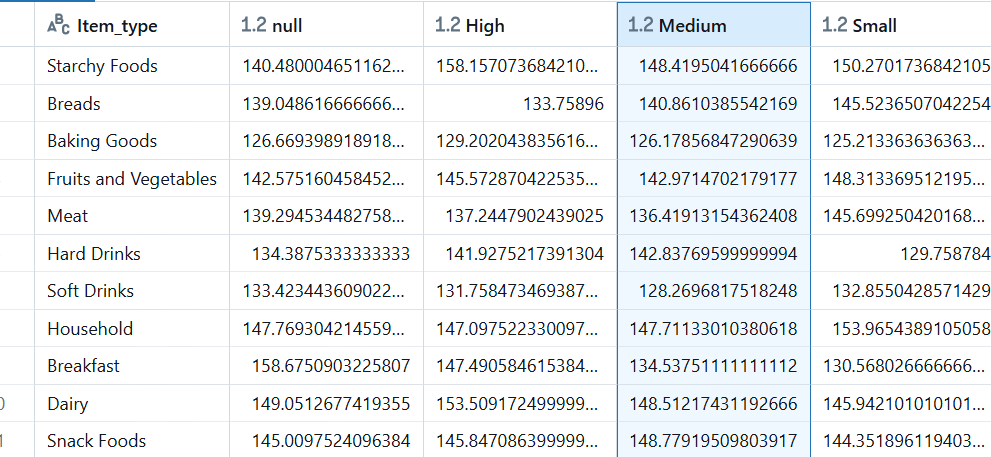 ABC Item_type 1.2 null 1.2 High 1.2 Medium 1.2 Small
Starchy Foods 140.480004651162... 158.157073684210... 148.4195041666666 150.2701736842105
Breads 139.048616666666... 133.75896 140.8610385542169 145.5236507042254
Baking Goods 126.669398918918... 129.202043835616... 126.17856847290639 125.213363636363...
Fruits and Vegetables 142.575160458452... 145.572870422535... 142.9714702179177 148.313369512195...
Meat 139.294534482758... 137.2447902439025 136.41913154362408 145.699250420168...
Hard Drinks 134.3875333333333 141.9275217391304 142.83769599999994 129.758784
Soft Drinks 133.423443609022... 131.758473469387... 128.2696817518248 132.8550428571429
Household 147.769304214559... 147.097522330097... 147.71133010380618 153.9654389105058
Breakfast 158.6750903225807 147.490584615384... 134.53751111111112 130.568026666666...
0 Dairy 149.0512677419355 153.509172499999... 148.51217431192666 145.942101010101...
1 Snack Foods 145.0097524096384 145.847086399999... 148.77919509803917 144.351896119403...